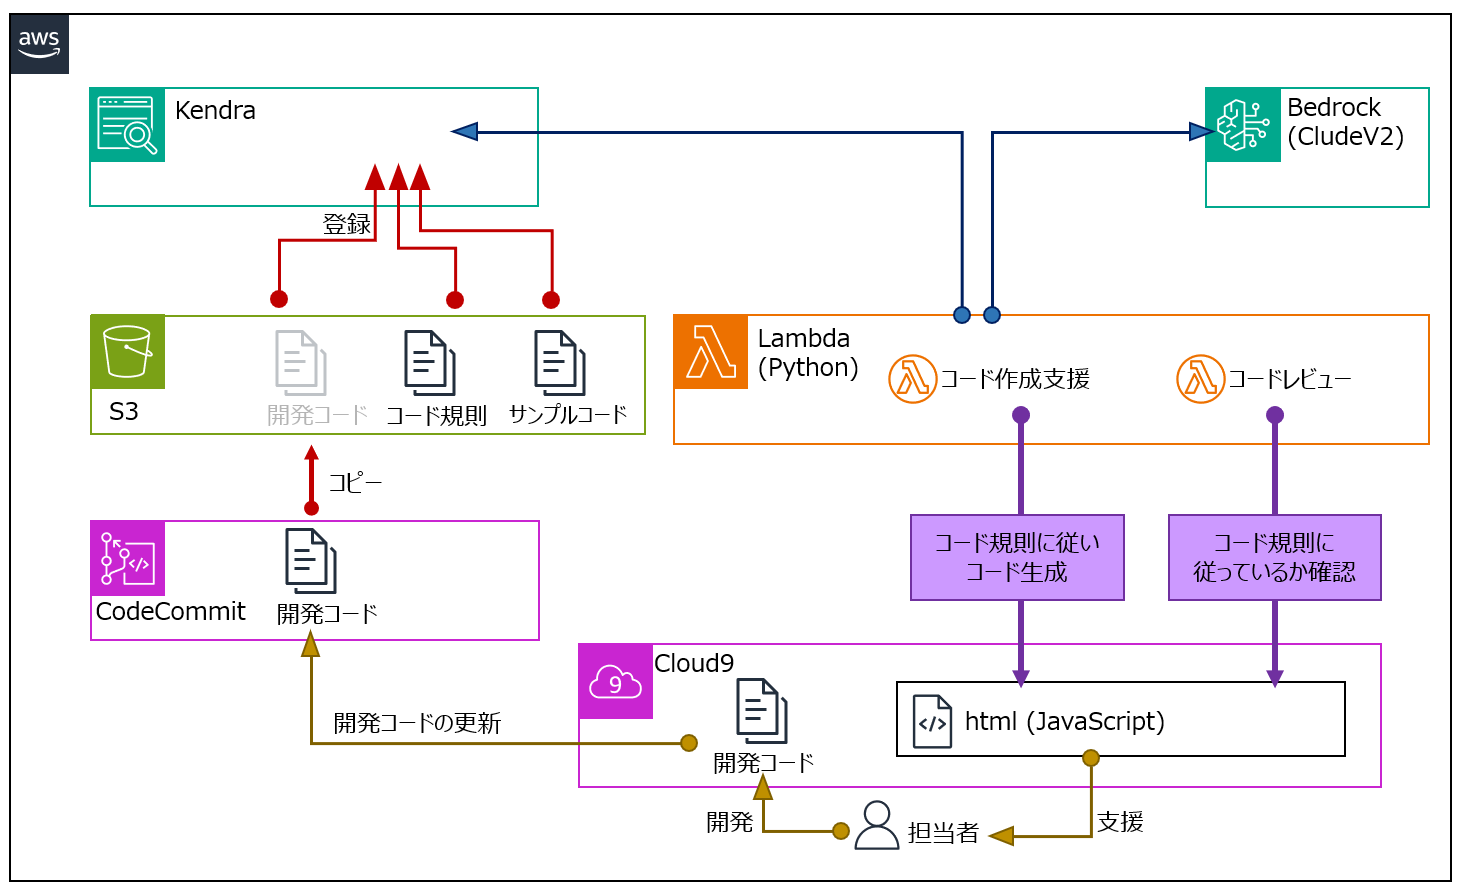 aws
Kendra
Bedrock
(CludeV2)
登録
Lambda
(Python)
コード作成支援
コードレビュー
S3
開発コード
コード規則
サンプルコード
コピー
コード規則に従い
コード生成
コード規則に
従っているか確認
CodeCommit
開発コード
9
Cloud9
開発コードの更新
html (JavaScript)
開発コード
開発
担当者
支援